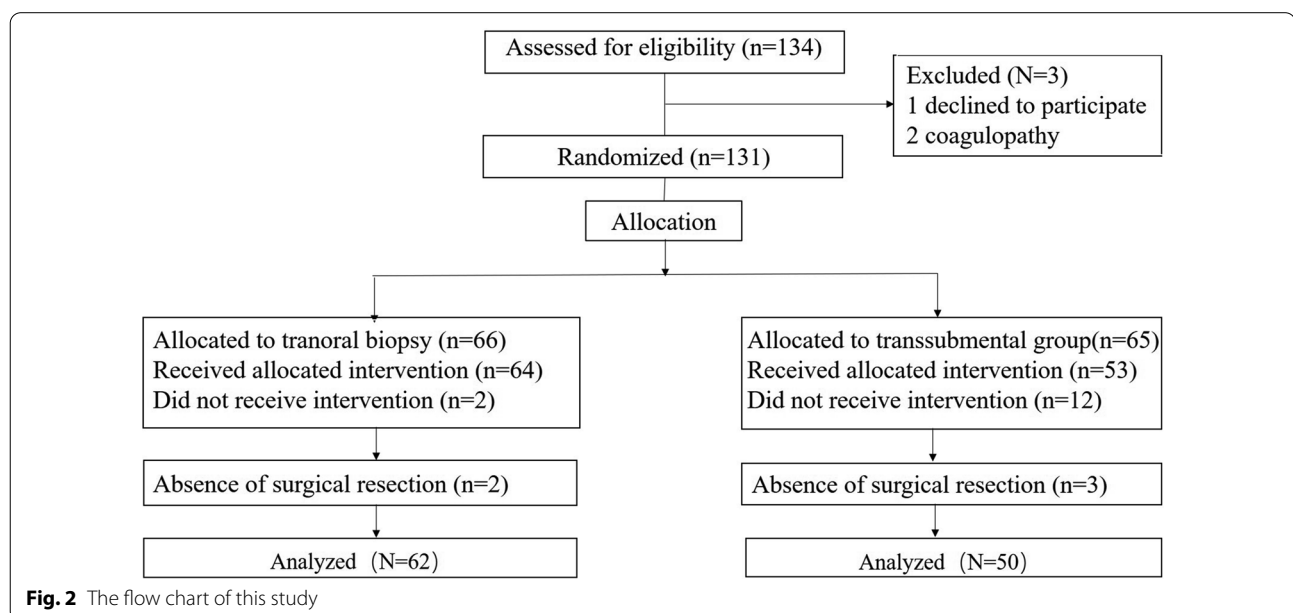 Assessed for eligibility (n=134)
Excluded (N=3)
1 declined to participate
2 coagulopathy
Randomized (n=131)
Allocation
Allocated to tranoral biopsy (n=66)
Received allocated intervention (n=64)
Did not receive intervention (n=2)
Allocated to transsubmental group(n=65)
Received allocated intervention (n=53)
Did not receive intervention (n=12)
Absence of surgical resection (n=2)
Absence of surgical resection (n=3)
Analyzed（N=62）
Analyzed（N=50）
Fig. 2 The flow chart of this study